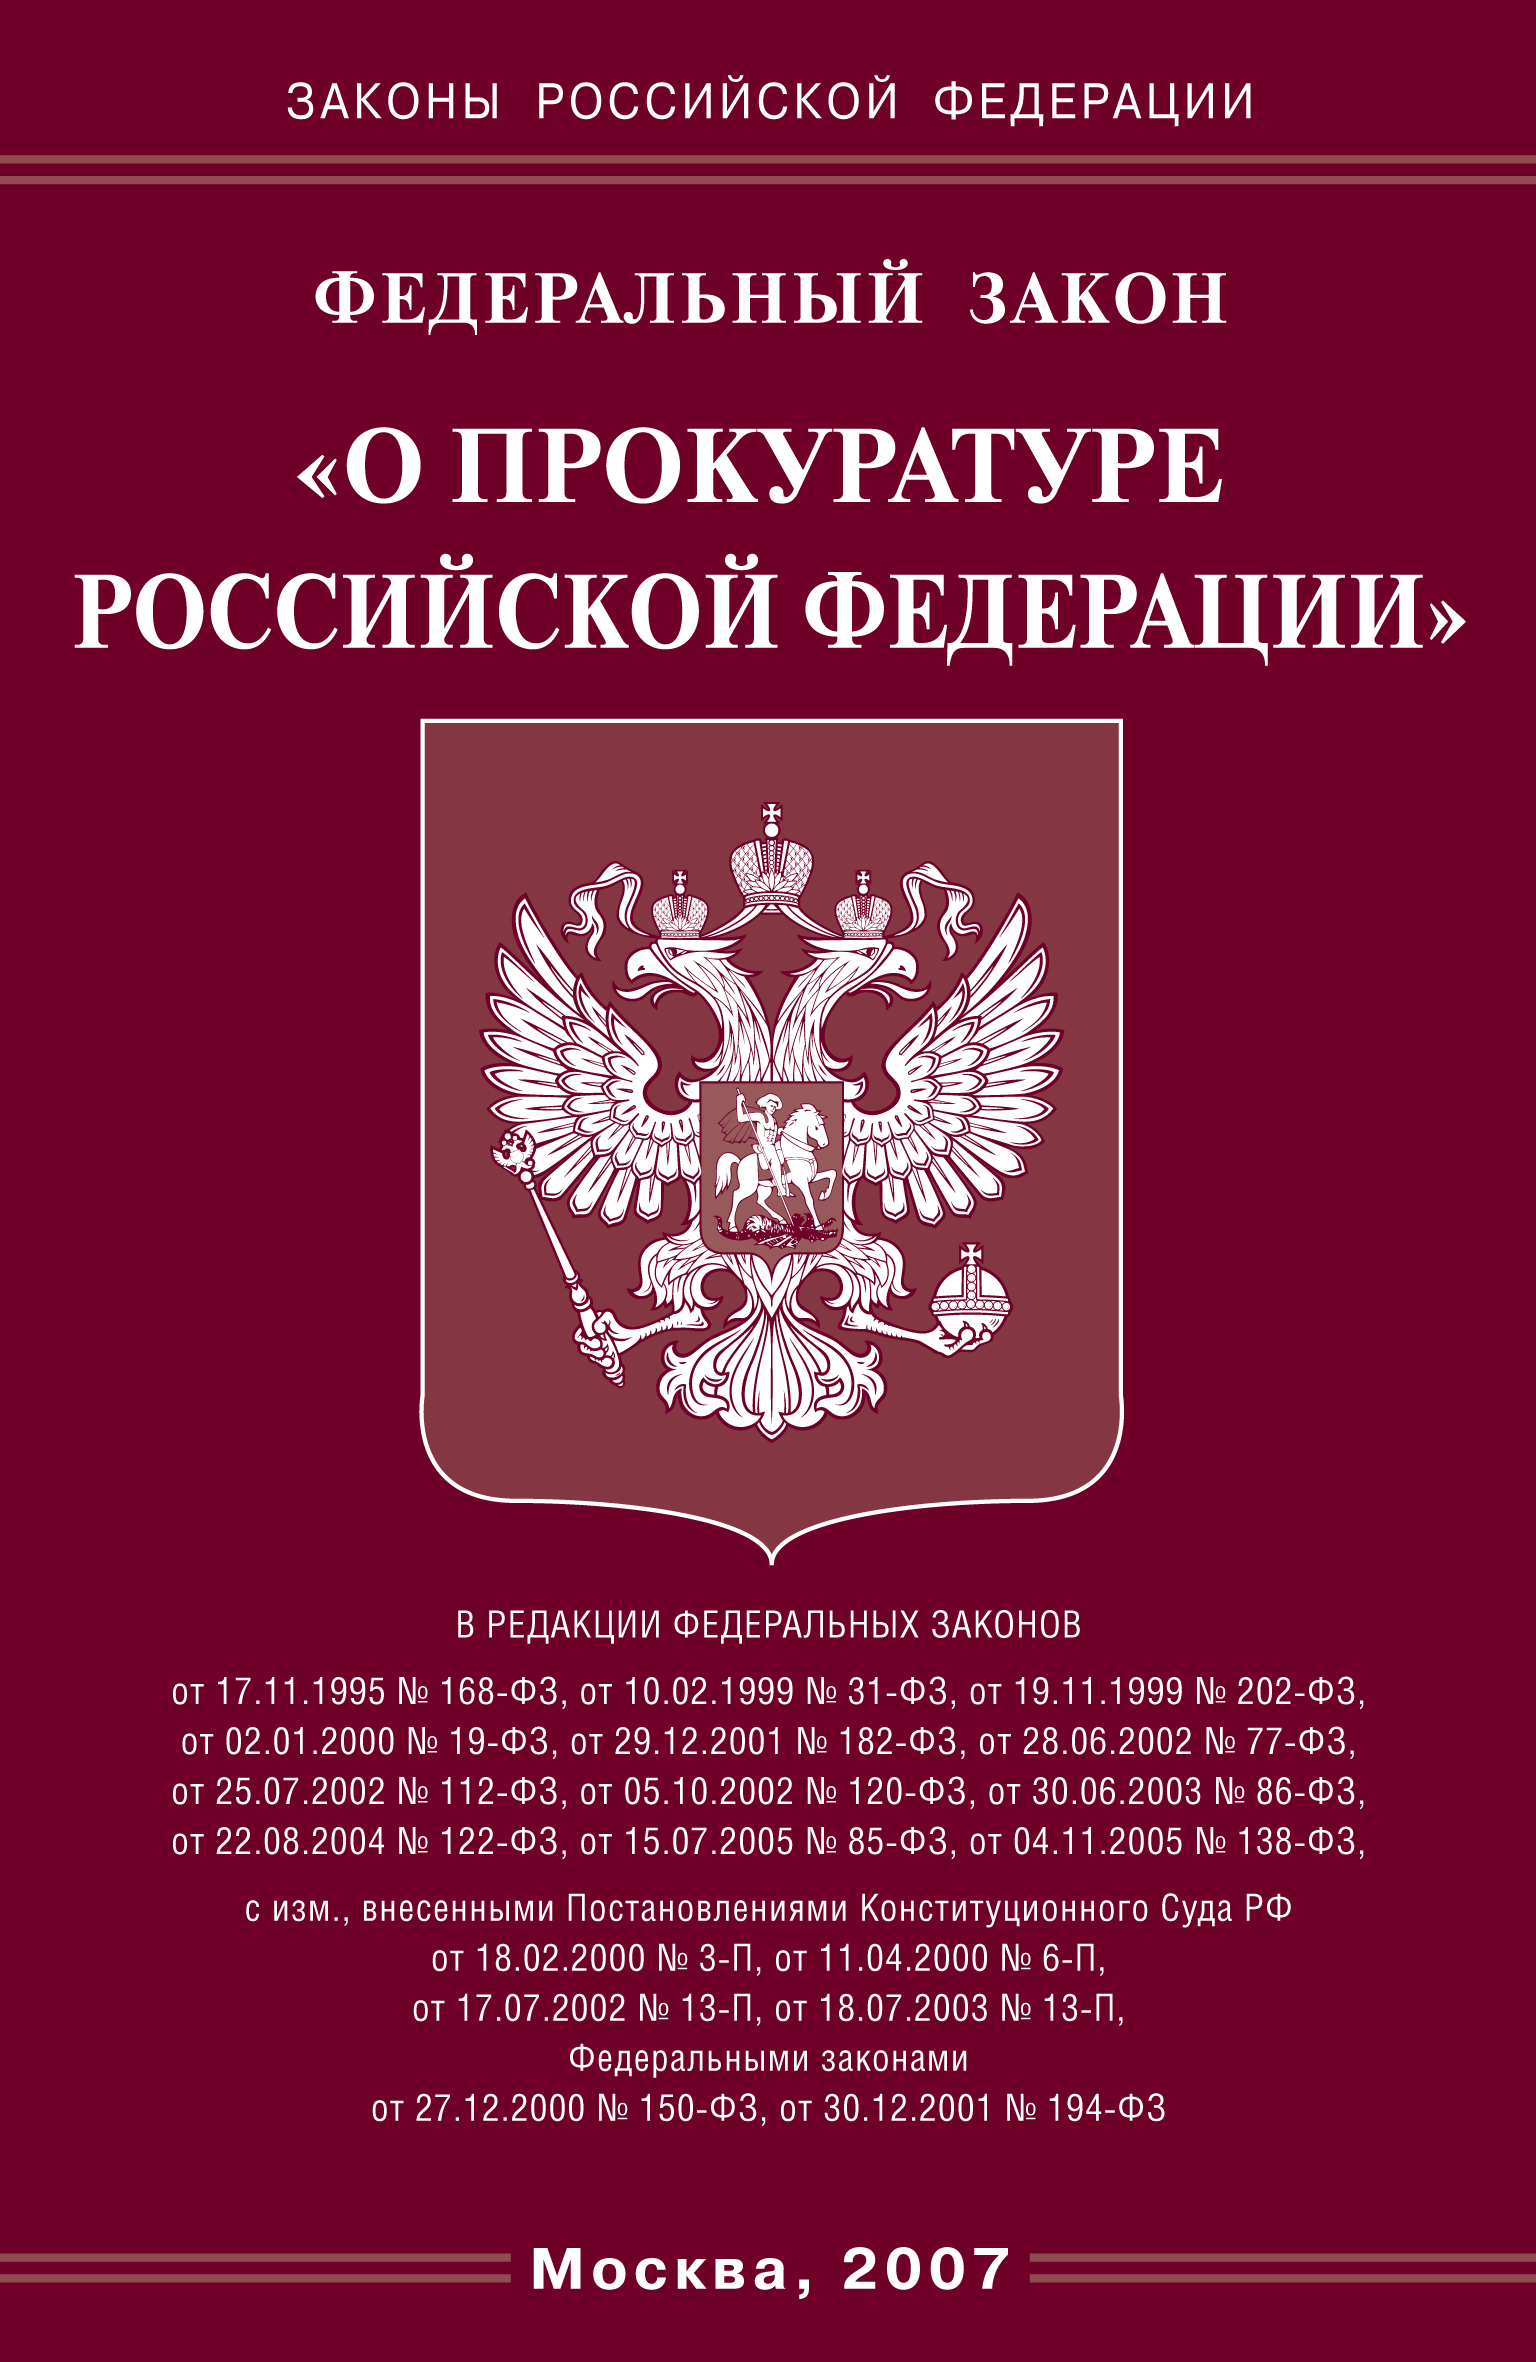 ЗАКОНЫ РОССИЙСКОЙ ФЕДЕРАЦИИ
ФЕДЕРАЛЬНЫЙ ЗАКОН
«О ПРОКУРАТУРЕ
РОССИЙСКОЙ ФЕДЕРАЦИИ»
В РЕДАКЦИИ ФЕДЕРАЛЬНЫХ ЗАКОНОВ
от 17.11.1995 № 168-ФЗ, от 10.02.1999 № 31-ФЗ, от 19.11.1999 № 202-ФЗ,
от 02.01.2000 № 19-ФЗ, от 29.12.2001 № 182-ФЗ, от 28.06.2002 № 77-ФЗ,
от 25.07.2002 № 112-ФЗ, от 05.10.2002 № 120-ФЗ, от 30.06.2003 № 86-ФЗ,
от 22.08.2004 № 122-ФЗ, от 15.07.2005 № 85-ФЗ, от 04.11.2005 № 138-ФЗ,
с изм., внесенными Постановлениями Конституционного Суда РФ
от 18.02.2000 № 3-П, от 11.04.2000 № 6-П,
от 17.07.2002 № 13-П, от 18.07.2003 № 13-П,
Федеральными законами
от 27.12.2000 № 150-ФЗ, от 30.12.2001 № 194-ФЗ
Москва, 2007